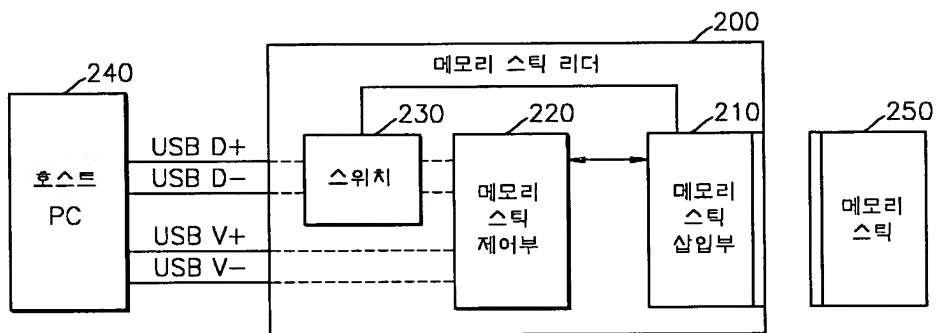 200
메모리 스틱 리더
240
230
220
210
250
USB D+
USB D-
USB V+
USB V-
호스트
PC
스위치
메모리
스틱
제어부
메모리
스틱
삽입부
메모리
스틱